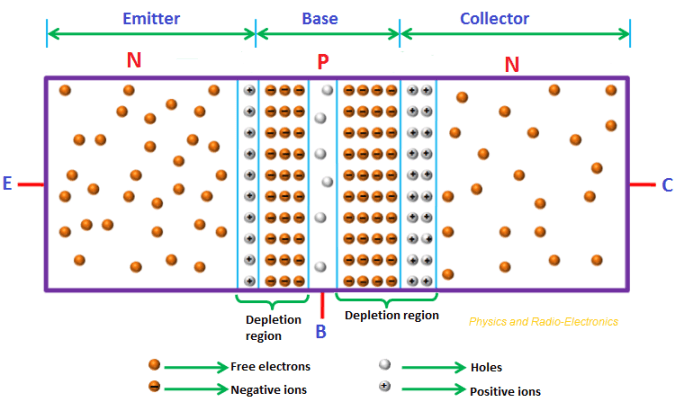 Emitter Base Collector
N P N
E C
B
Depletion
region
Depletion region
Physics and Radio-Electronics
Free electrons Holes
Negative ions Positive ions